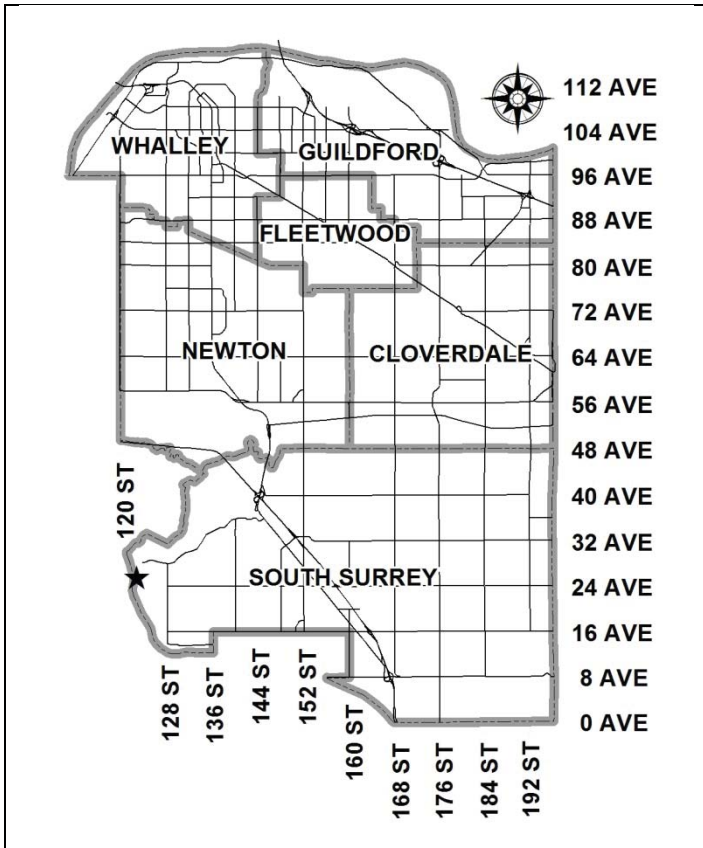 112 AVE
104 AVE
WHALLEY
GUILDFORD
96 AVE
88 AVE
FLEETWOOD
80 AVE
72 AVE
NEWTON
CLOVERDALE
64 AVE
56 AVE
48 AVE
120 ST
40 AVE
32 AVE
SOUTH SURREY
24 AVE
16 AVE
128 ST
136 ST
144 ST
152 ST
160 ST
8 AVE
0 AVE
168 ST
176 ST
184 ST
192 ST